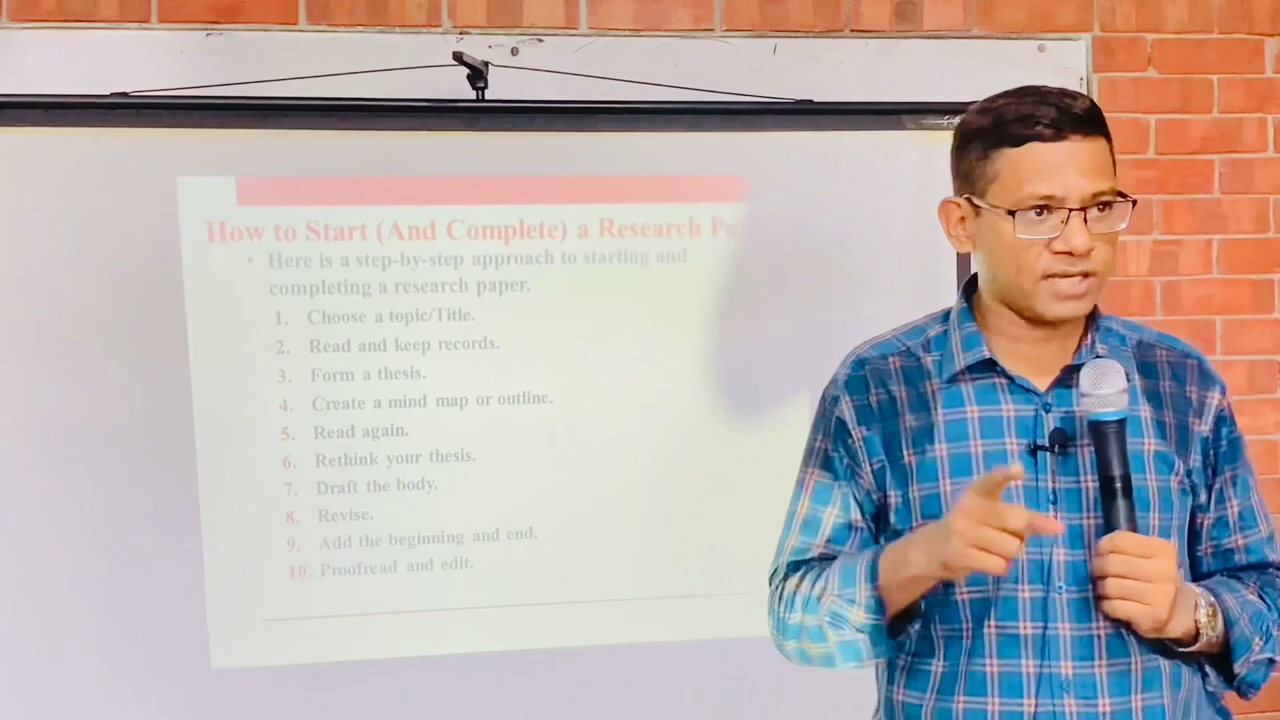 How to Start (And Complete) a Research
• Here is a step-by-step approach to starting and
completing a research paper.
1. Choose a topic/Title.
2. Read and keep records.
3. Form a thesis.
4. Create a mind map or outline.
5. Read again.
6. Rethink your thesis.
7. Draft the body.
8. Revise.
9. Add the beginning and end.
10. Proofread and edit.